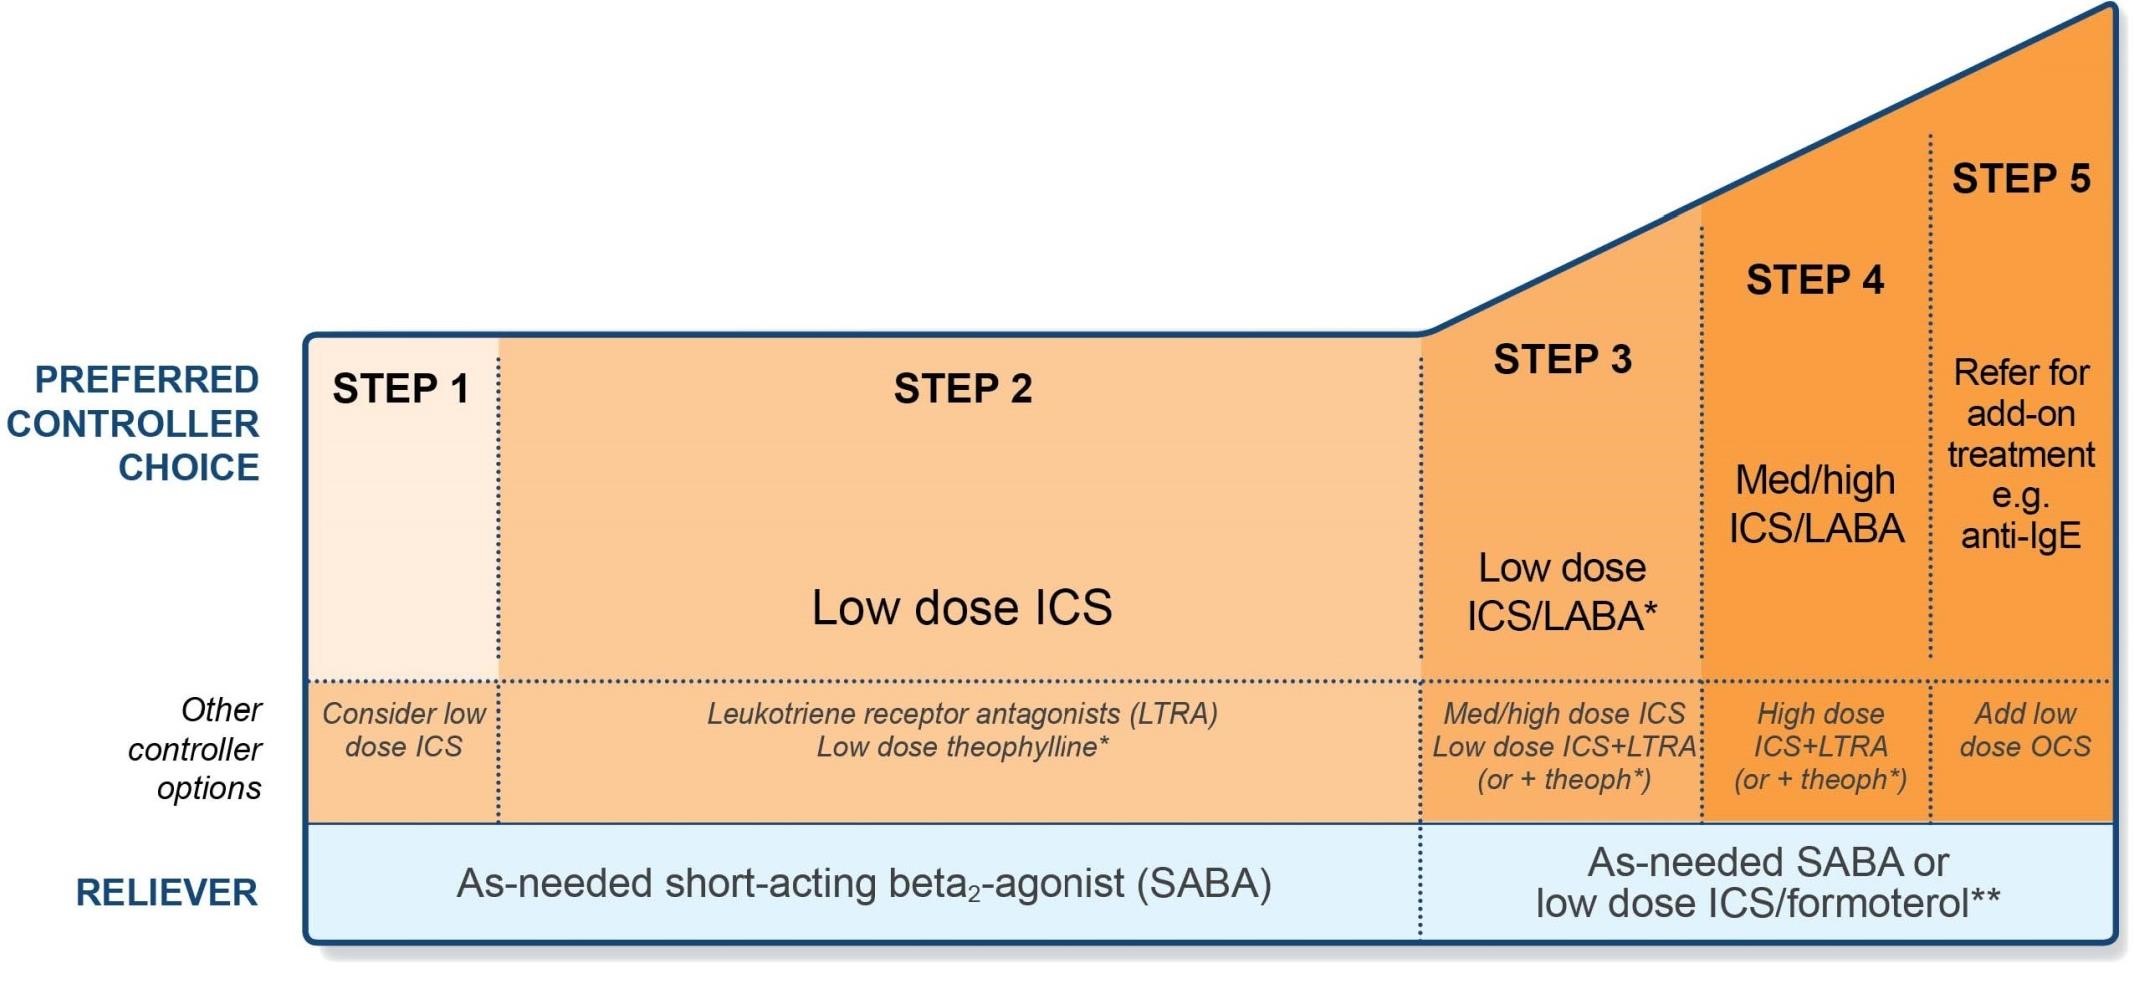 STEP 5
STEP 4
STEP 3
STEP 1
STEP 2
PREFERRED
CONTROLLER
CHOICE
Low dose ICS
Low dose
ICS/LABA*
Med/high
ICS/LABA
Refer for
add-on
treatment
e.g.
anti-IgE
Other
controller
options
Consider low
dose ICS
Leukotriene receptor antagonists (LTRA)
Low dose theophylline*
Med/high dose ICS
Low dose ICS+LTRA
(or + theoph*)
High dose
ICS+LTRA
(or + theoph*)
Add low
dose OCS
RELIEVER
As-needed short-acting beta₂-agonist (SABA)
As-needed SABA or
low dose ICS/formoterol**